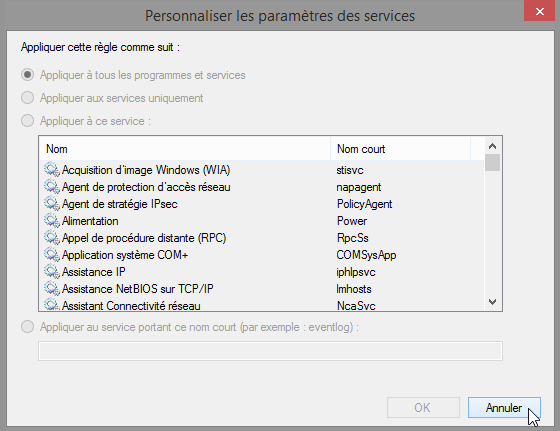 Personnaliser les paramètres des services
Appliquer cette règle comme suit :
Appliquer à tous les programmes et services
Appliquer aux services uniquement
Appliquer à ce service :
Nom Nom court
Acquisition d'image Windows (WIA) stisvc
Agent de protection d'accès réseau napagent
Agent de stratégie IPsec PolicyAgent
Alimentation Power
Appel de procédure distante (RPC) RpcSs
Application système COM+ COMSysApp
Assistance IP iphlpsvc
Assistance NetBIOS sur TCP/IP lmhosts
Assistant Connectivité réseau NcaSvc
Appliquer au service portant ce nom court (par exemple : eventlog) :
OK Annuler